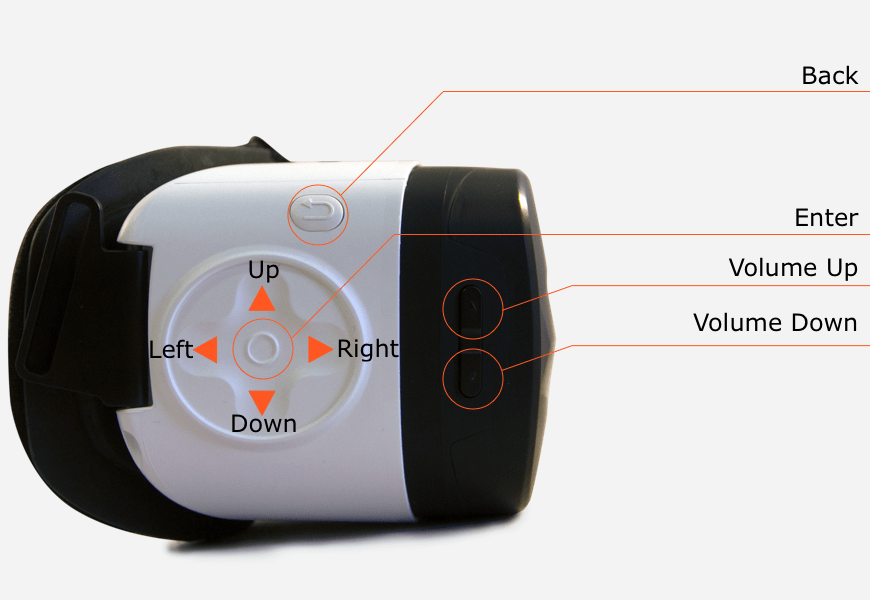 Back
Enter
Up
Volume Up
Volume Down
Left
Right
Down